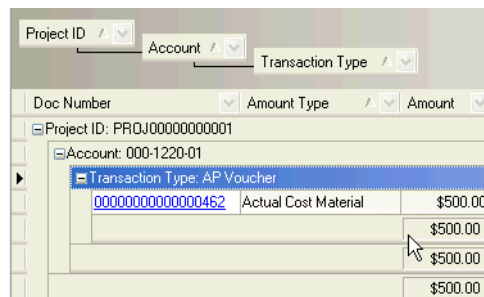 Project ID
Account
Transaction Type
Doc Number Amount Type Amount
Project ID: PROJ00000000001
Account: 000-1220-01
Transaction Type: AP Voucher
00000000000000462 Actual Cost Material $500.00
$500.00
$500.00
$500.00